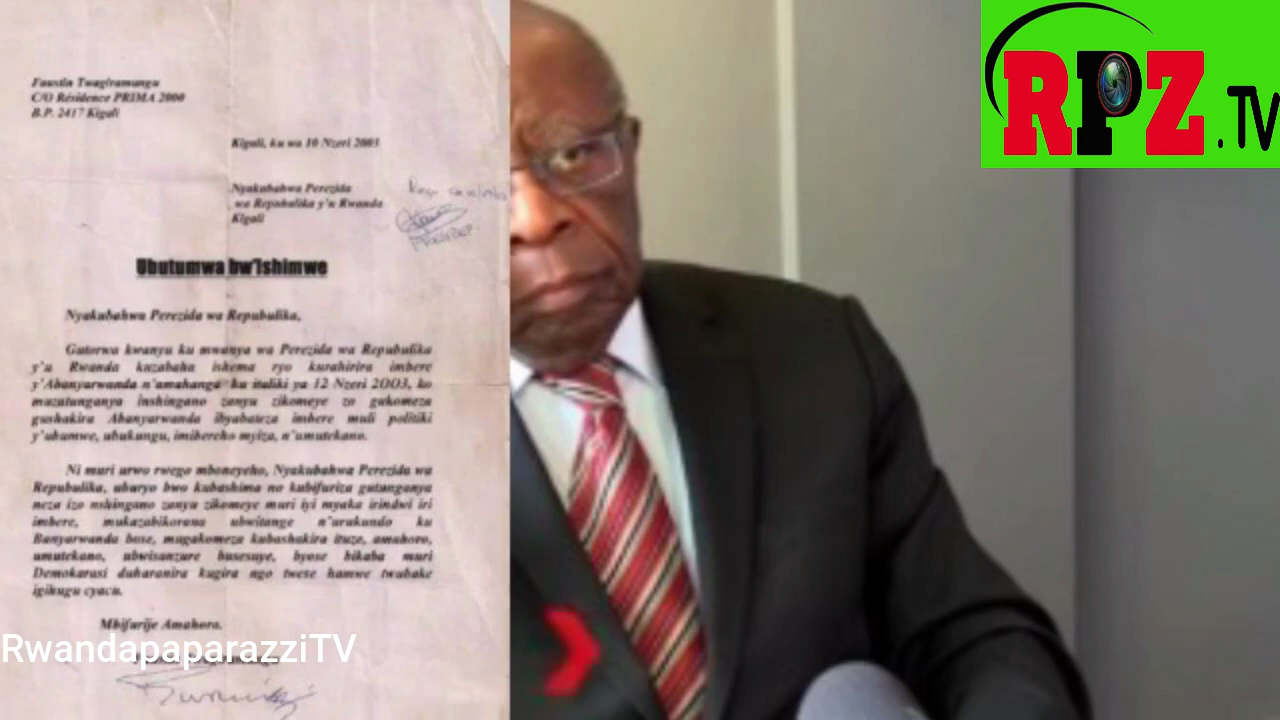 Faustin Twagiramungu
C/O Résidence PRIMA 2000
B.P. 2417 Kigali
Kigali, ku wa 10 Nzeri 2003
Nyakubahwa Perezida
wa Repubulika y'u Rwanda
Kigali
Ubutumwa bw'ishimwe
Nyakubahwa Perezida wa Repubulika,
Gutorwa kwanyu ku mwanya wa Perezida wa Repubulika
y'u Rwanda kuzabaha ishema ryo kurahirira imbere
y'Abanyarwanda n'amahanga ku italiki ya 12 Nzeri 2003, ko
mazatunganya inshingano zanyu zikomeye zo gukomeza
gushakira Abanyarwanda ibyabateza imbere muli politiki
y'ubumwe, ubukungu, imibereho myiza, n'umutekano.
Ni muri urwo rwego mboneyeho, Nyakubahwa Perezida wa
Repubulika, uburyo bwo kubashima no kubifuriza gutunganya
neza izo nshingano zanyu zikomeye muri iyi myaka irindwi iri
imbere, mukazabikorana ubwitange n'urukundo ku
Banyarwanda bose, mugakomeza kubashakira ituze, amahoro,
umutekano, ubwisanzure busesuye, byose bikaba muri
Demokarasi duharanira kugira ngo twese hamwe twubake
igihugu cyacu.
Mbifurije Amahoro.
RwandapaparazziTV
RPZ.TV